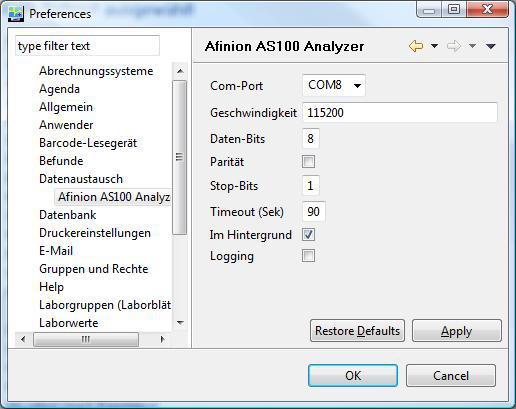 Preferences
type filter text
Abrechnungssysteme
Agenda
Allgemein
Anwender
Barcode-Lesegerät
Befunde
Datenaustausch
Afinion AS100 Analyz
Datenbank
Druckereinstellungen
E-Mail
Gruppen und Rechte
Help
Laborgruppen (Laborblät
Laborwerte
Afinion AS100 Analyzer
Com-Port COM8
Geschwindigkeit 115200
Daten-Bits 8
Parität
Stop-Bits 1
Timeout (Sek) 90
Im Hintergrund
Logging
Restore Defaults Apply
OK Cancel